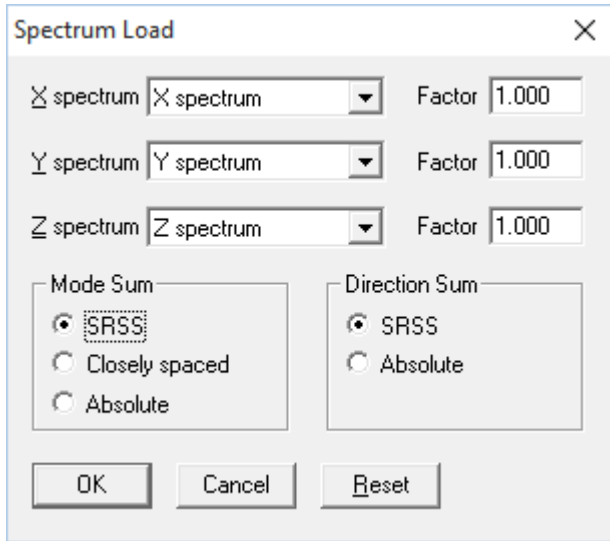 Spectrum Load
X spectrum X spectrum Factor 1.000
Y spectrum Y spectrum Factor 1.000
Z spectrum Z spectrum Factor 1.000
Mode Sum Direction Sum
SRSS SRSS
Closely spaced Absolute
Absolute
OK Cancel Reset